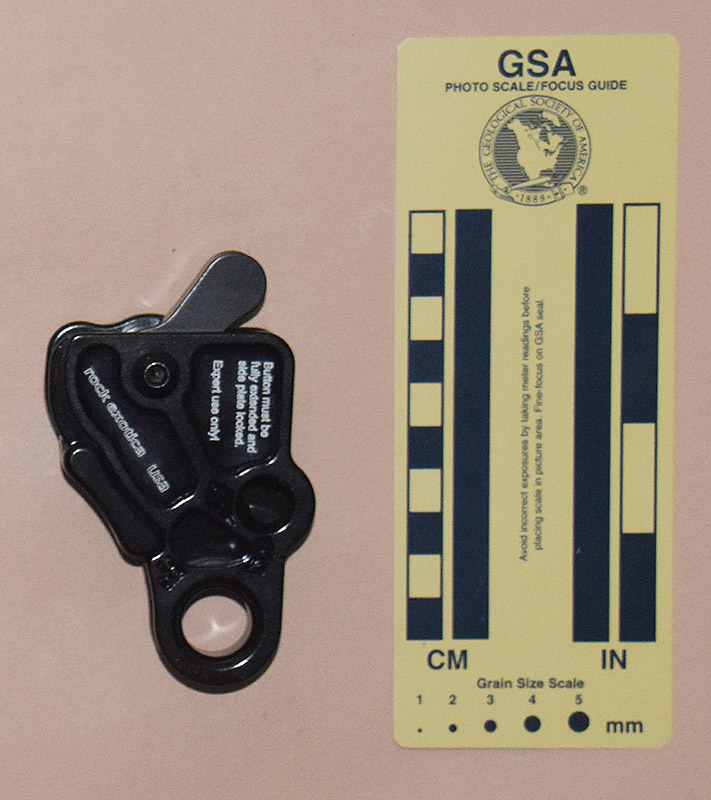 rock exotica usa
Button must be
fully extended and
side plate locked.
Expert use only!
GSA
PHOTO SCALE/FOCUS GUIDE
THE GEOLOGICAL SOCIETY OF AMERICA
1888
®
Avoid incorrect exposures by taking meter readings before
placing scale in picture area. Fine-focus on GSA seal.
CM
IN
Grain Size Scale
1 2 3 4 5
mm